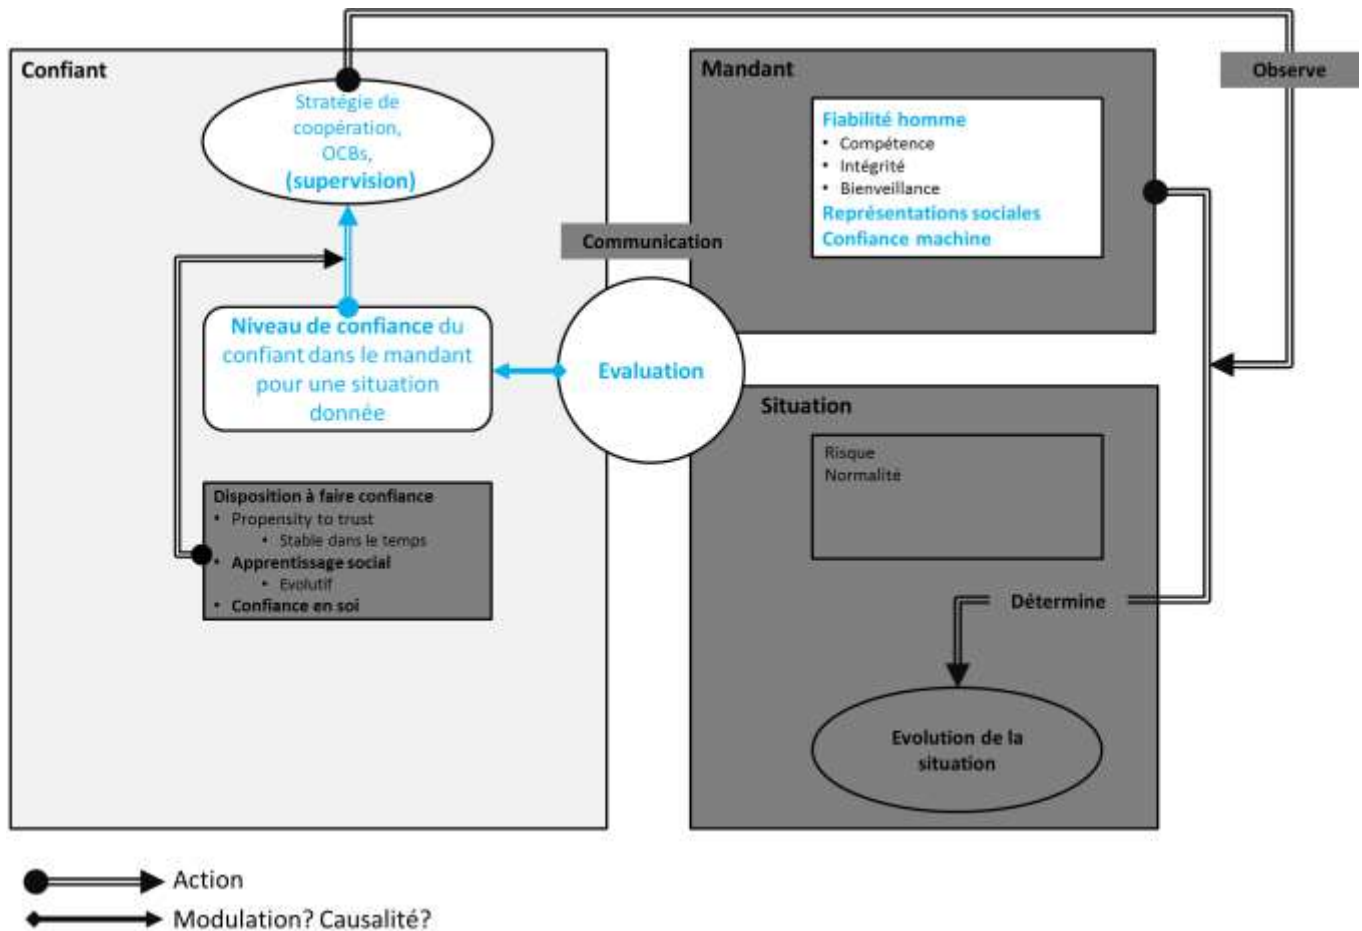 Confiant
Stratégie de
coopération,
OCBs,
(supervision)
Niveau de confiance du
confiant dans le mandant
pour une situation
donnée
Disposition à faire confiance
• Propensity to trust
• Stable dans le temps
• Apprentissage social
• Evolutif
• Confiance en soi
Communication
Evaluation
Mandant
Fiabilité homme
• Compétence
• Intégrité
• Bienveillance
Représentations sociales
Confiance machine
Observe
Situation
Risque
Normalité
Détermine
Evolution de la
situation
Action
Modulation? Causalité?